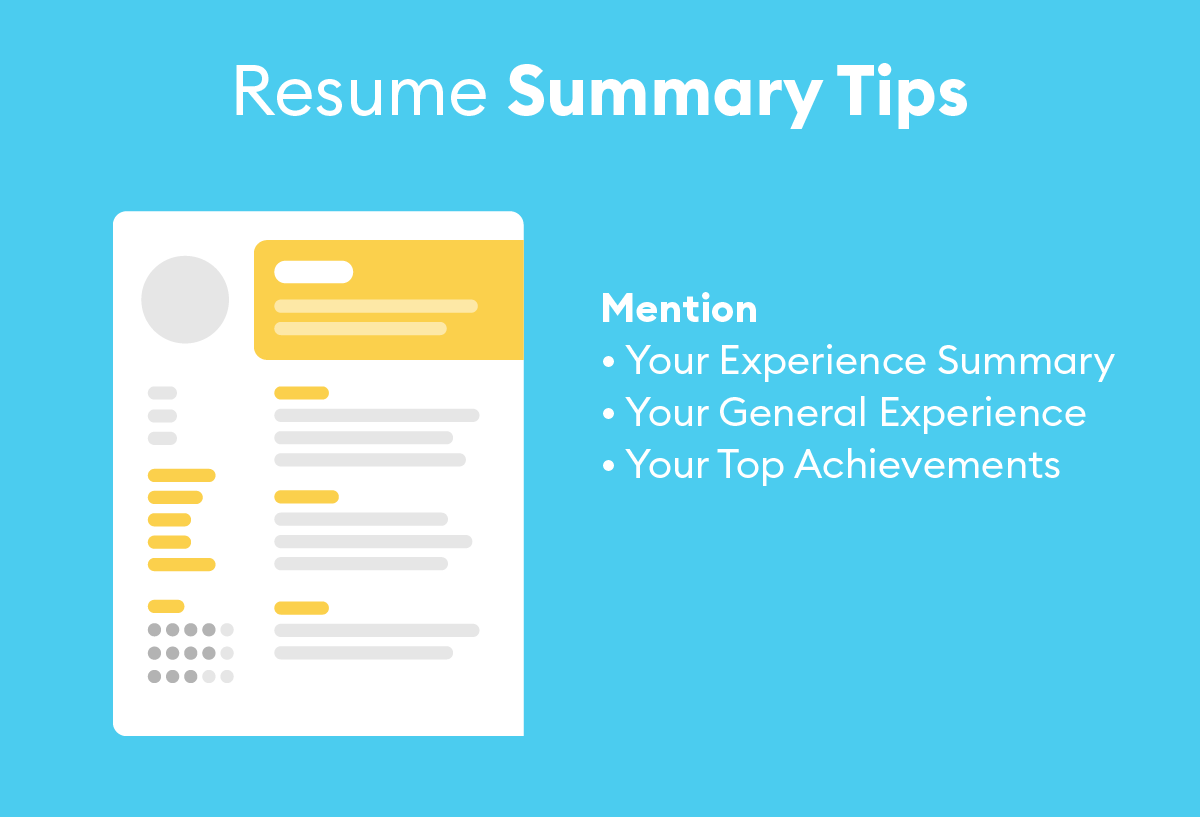 Resume Summary Tips
Mention
• Your Experience Summary
• Your General Experience
• Your Top Achievements